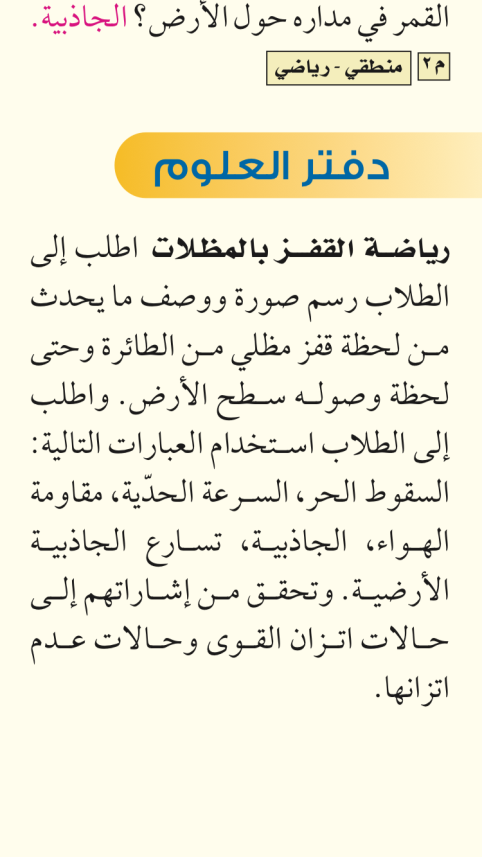 القمر في مداره حول الأرض؟ الجاذبية.
م٢ منطقي - رياضي
دفتر العلوم
رياضة القفز بالمظلات اطلب إلى
الطلاب رسم صورة ووصف ما يحدث
من لحظة قفز مظلي من الطائرة وحتى
لحظة وصوله سطح الأرض. واطلب
إلى الطلاب استخدام العبارات التالية:
السقوط الحر، السرعة الحدّية، مقاومة
الهواء، الجاذبية، تسارع الجاذبية
الأرضية. وتحقق من إشاراتهم إلى
حالات اتزان القوى وحالات عدم
اتزانها.